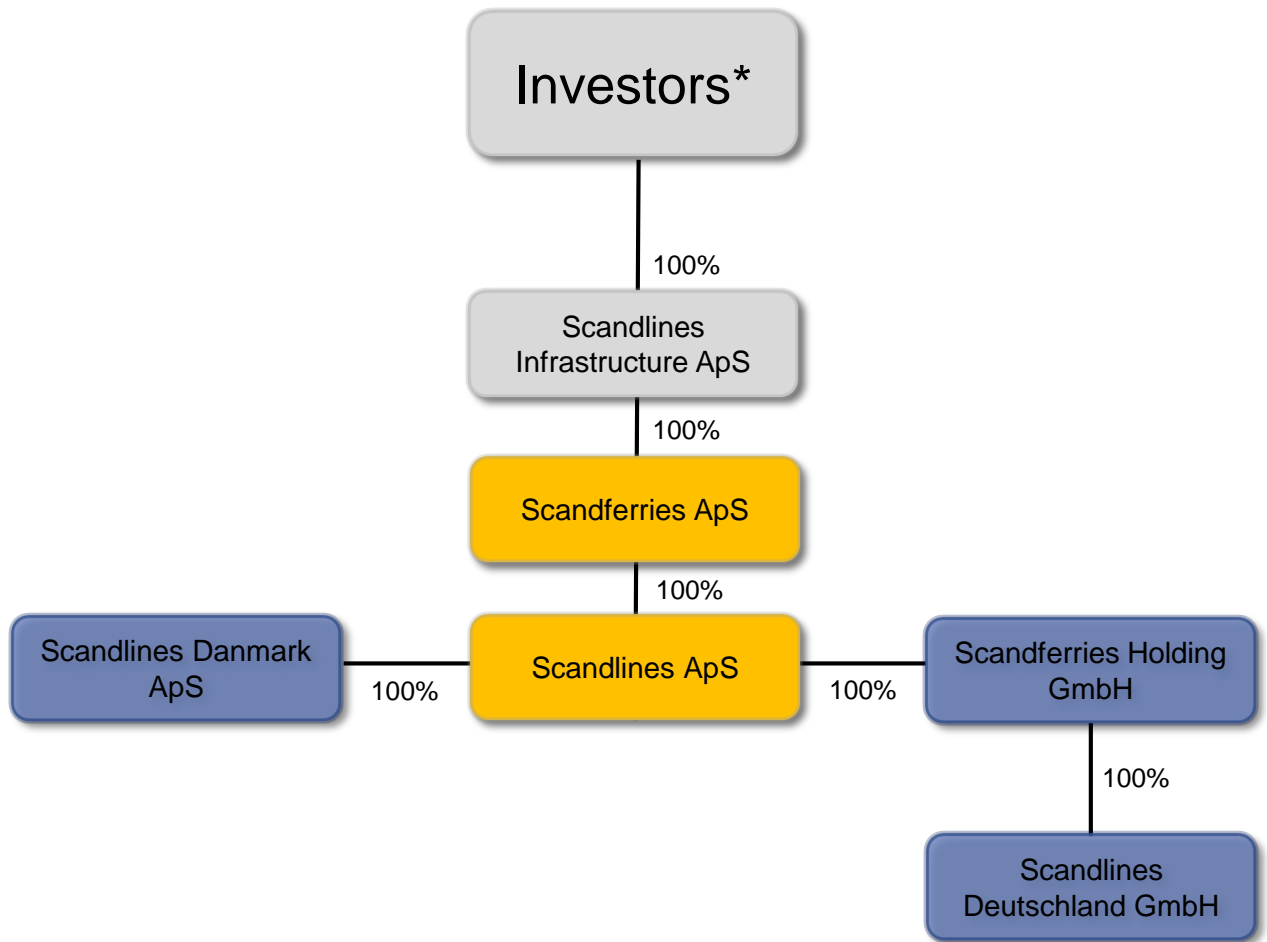 Investors*
100%
Scandlines
Infrastructure ApS
100%
Scandferries ApS
100%
Scandlines Danmark
ApS
100%
Scandlines ApS
100%
Scandferries Holding
GmbH
100%
Scandlines
Deutschland GmbH